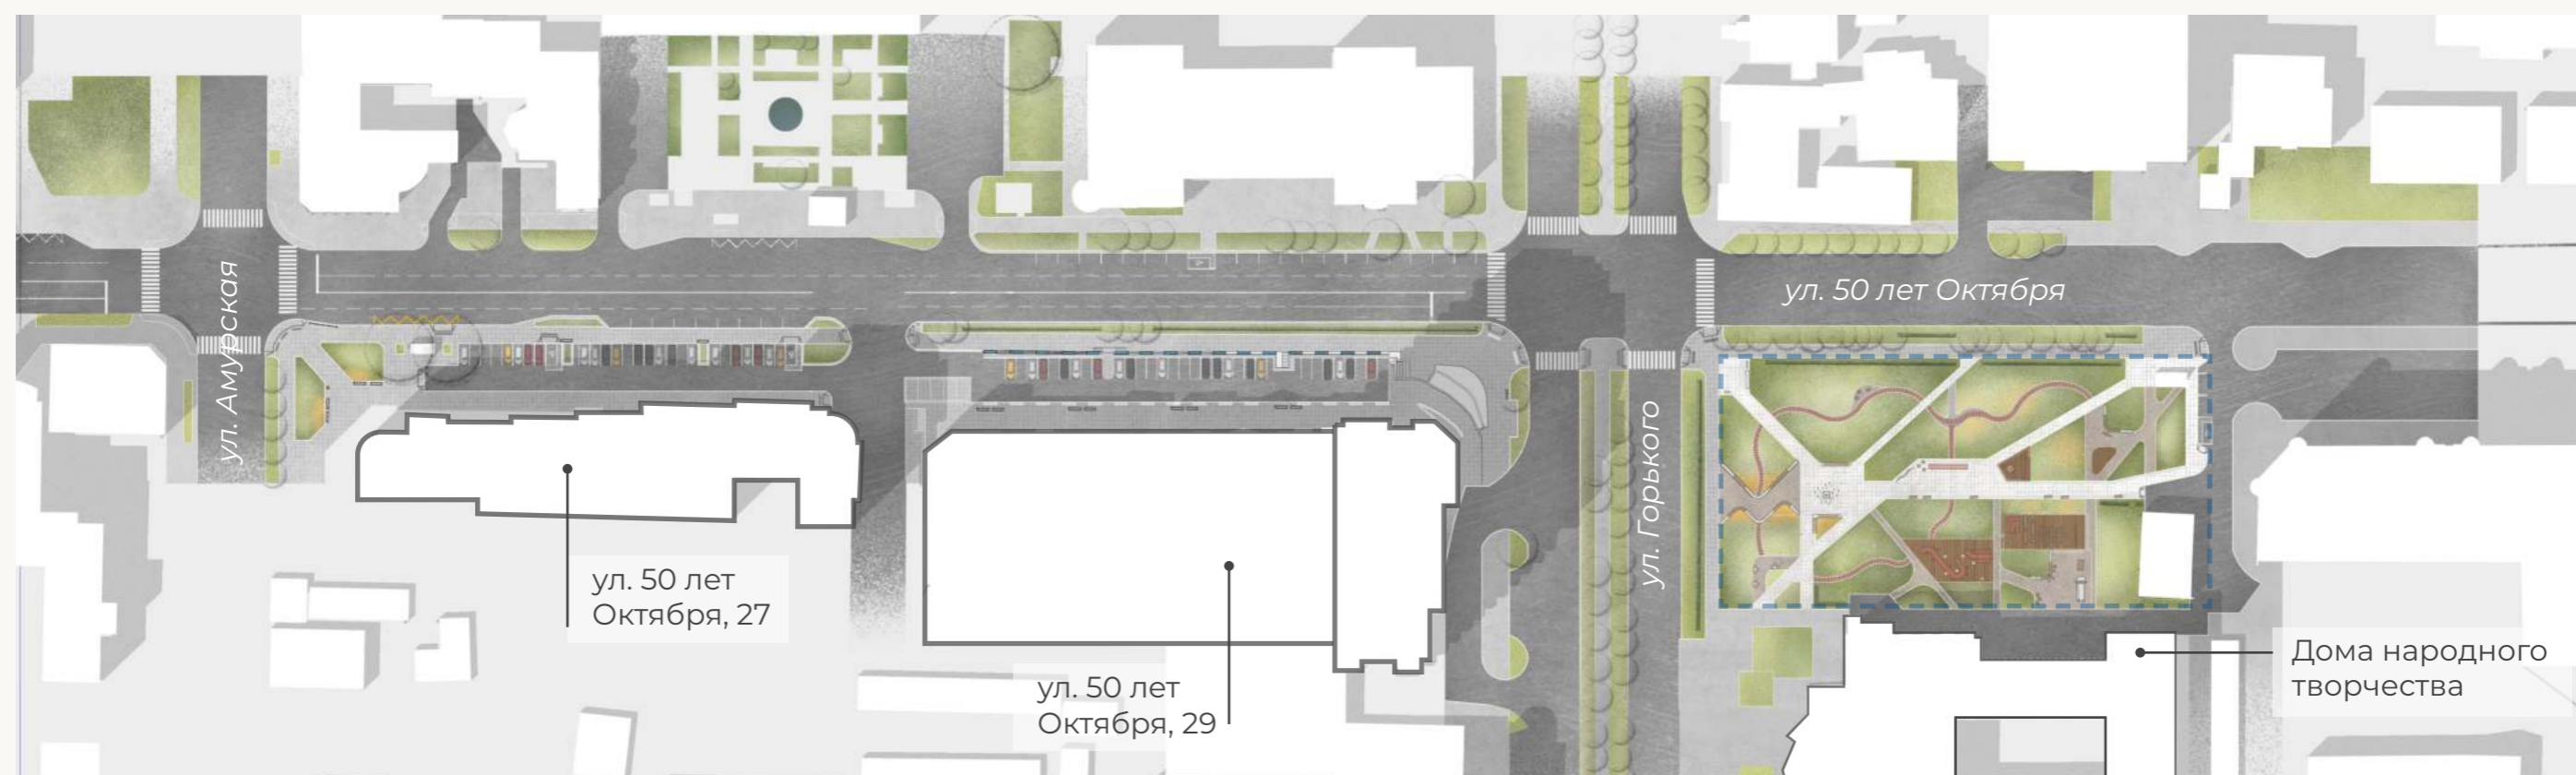 ул. Амурская
ул. 50 лет Октября
ул. Горького
ул. 50 лет
Октября, 27
ул. 50 лет
Октября, 29
Дома народного
творчества